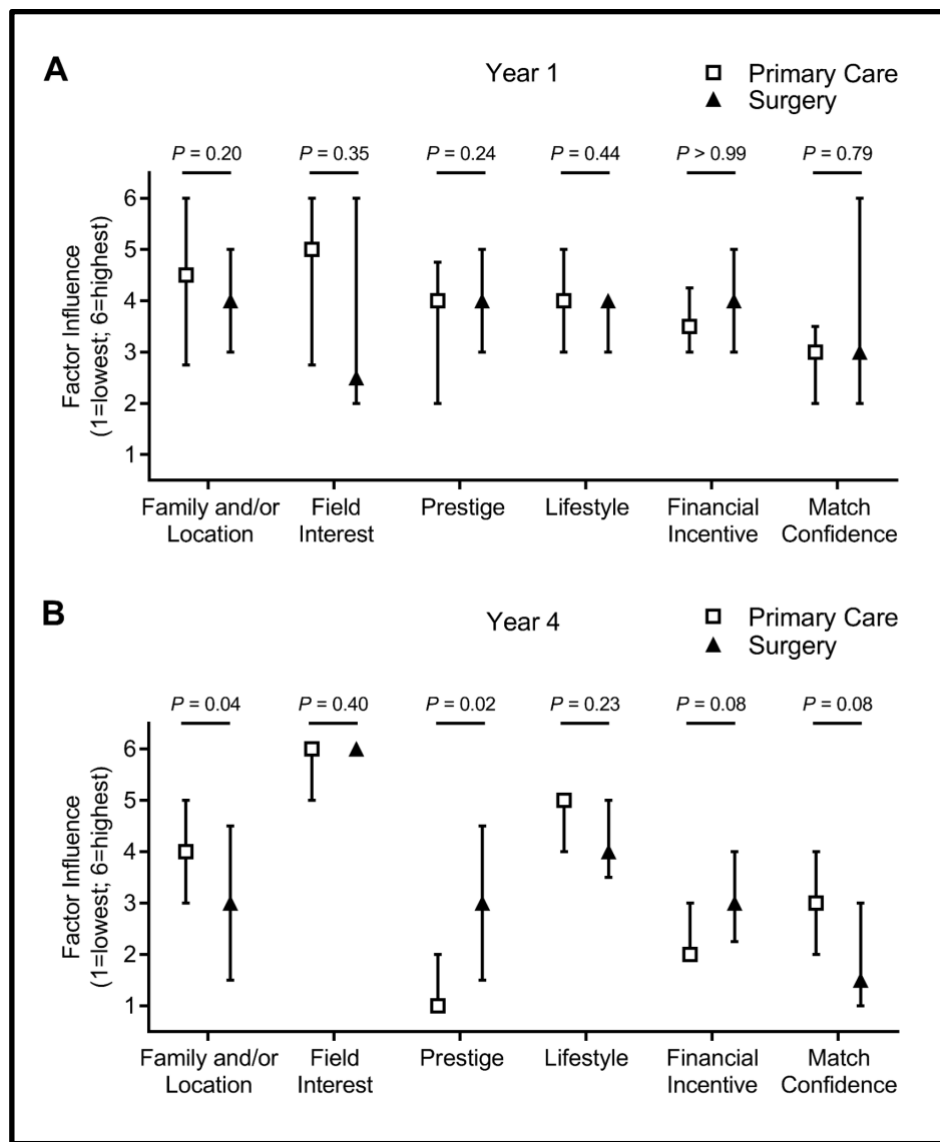 A
Year 1
Primary Care
Surgery
P = 0.20
P = 0.35
P = 0.24
P = 0.44
P > 0.99
P = 0.79
Factor Influence
(1=lowest; 6=highest)
6
5
4
3
2
1
Family and/or
Location
Field
Interest
Prestige
Lifestyle
Financial
Incentive
Match
Confidence
B
Year 4
Primary Care
Surgery
P = 0.04
P = 0.40
P = 0.02
P = 0.23
P = 0.08
P = 0.08
Factor Influence
(1=lowest; 6=highest)
6
5
4
3
2
1
Family and/or
Location
Field
Interest
Prestige
Lifestyle
Financial
Incentive
Match
Confidence